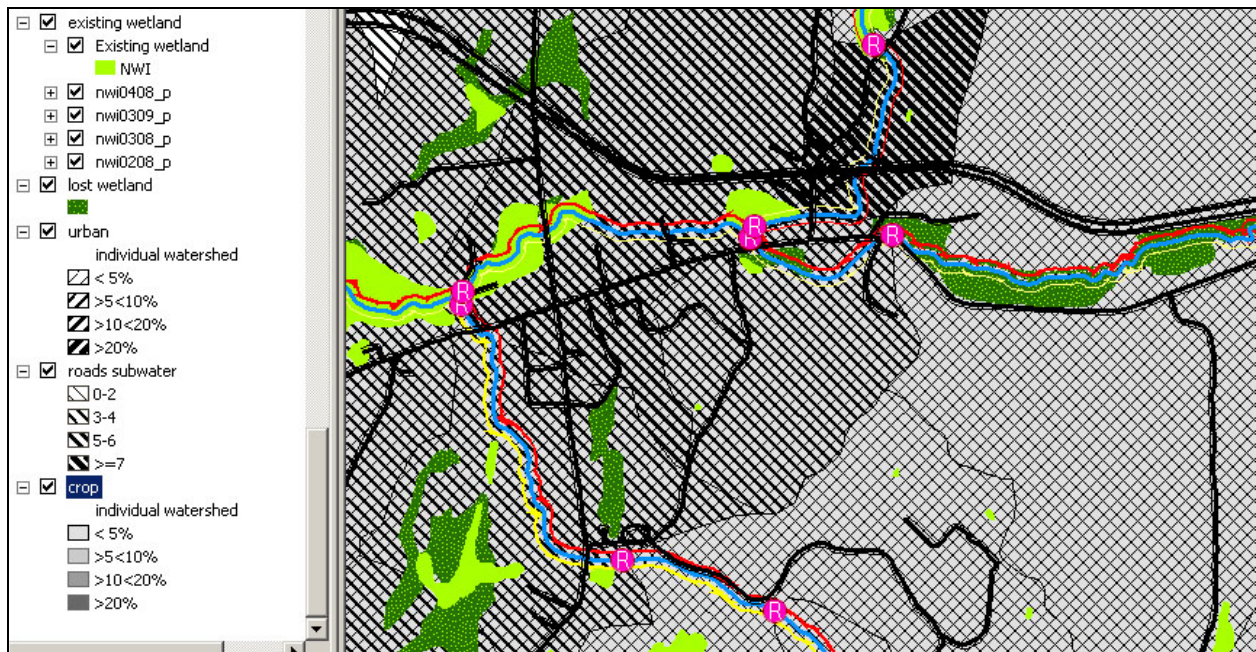 existing wetland
Existing wetland
NWI
nwi0408_p
nwi0309_p
nwi0308_p
nwi0208_p
lost wetland
urban
individual watershed
< 5%
>5<10%
>10<20%
>20%
roads subwater
0-2
3-4
5-6
>=7
crop
individual watershed
< 5%
>5<10%
>10<20%
>20%
R
R
R
R
R
R
R
R